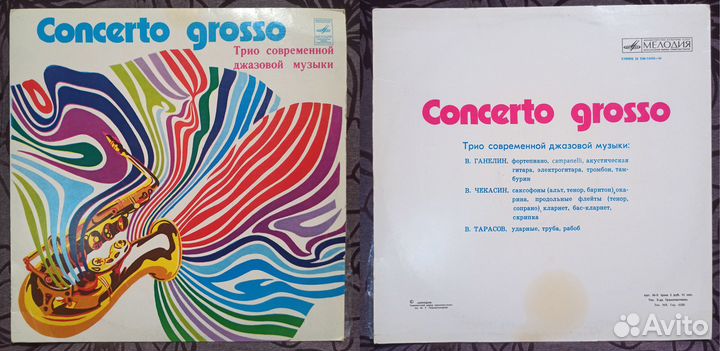 Concerto grosso
Трио современной
джазовой музыки
МЕЛОДИЯ
Concerto grosso
Трио современной джазовой музыки:
В. ГАНЕЛИН, фортепиано, campanelli, акустическая
гитара, электрогитара, тромбон, там-
бурин
В. ЧЕКАСИН, саксофоны (альт, тенор, баритон), ока-
рина, продольные флейты (тенор,
сопрано), кларнет, бас-кларнет,
скрипка
В. ТАРАСОВ, ударные, труба, рабоб
Avito